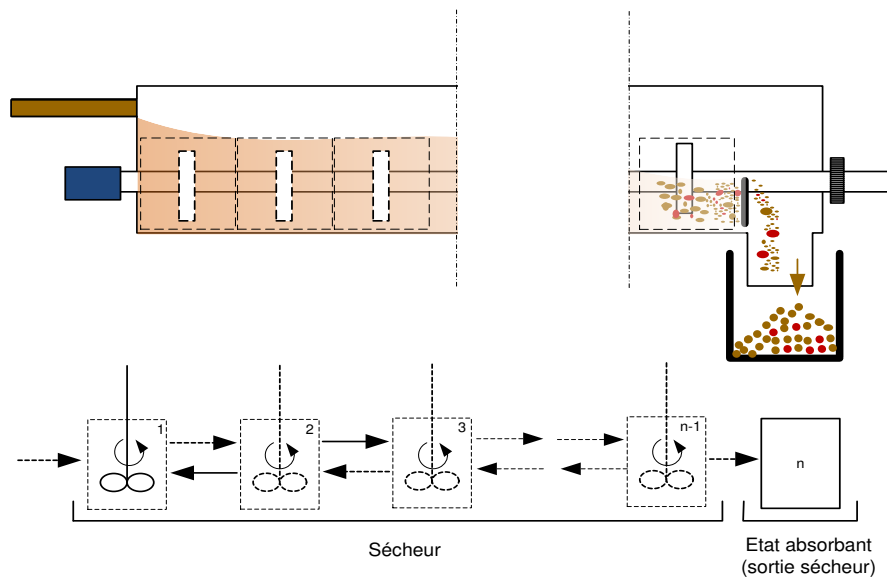 1
2
3
n-1
n
Sécheur
Etat absorbant
(sortie sécheur)